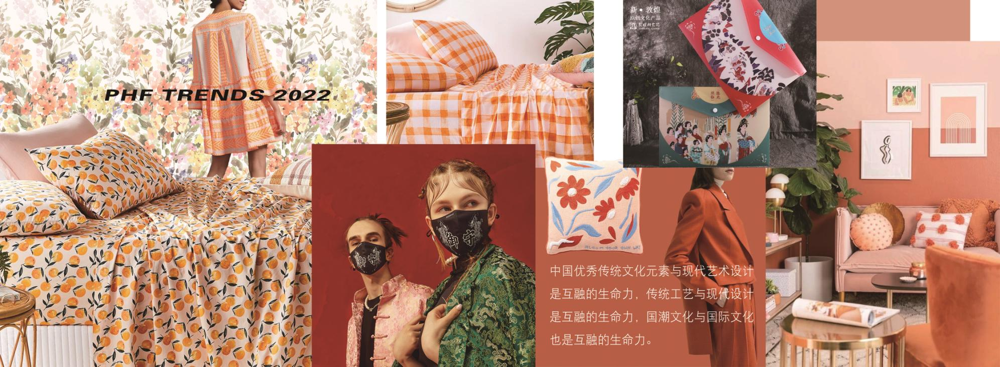 PHF TRENDS 2022
新·敦煌
原创文化产品
敦煌研究院
DUNHUANG ACADEMY
御守
御守
BLOOM YOUR OWN WAY
中国优秀传统文化元素与现代艺术设计
是互融的生命力，传统工艺与现代设计
是互融的生命力，国潮文化与国际文化
也是互融的生命力。